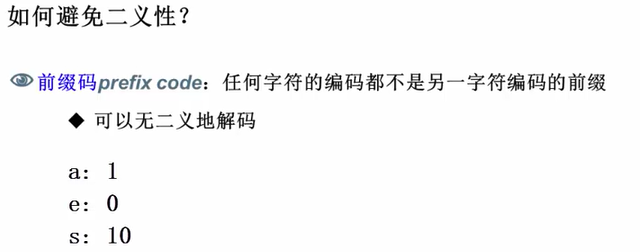 如何避免二义性？
前缀码prefix code：任何字符的编码都不是另一字符编码的前缀
◆ 可以无二义地解码
a: 1
e: 0
s: 10